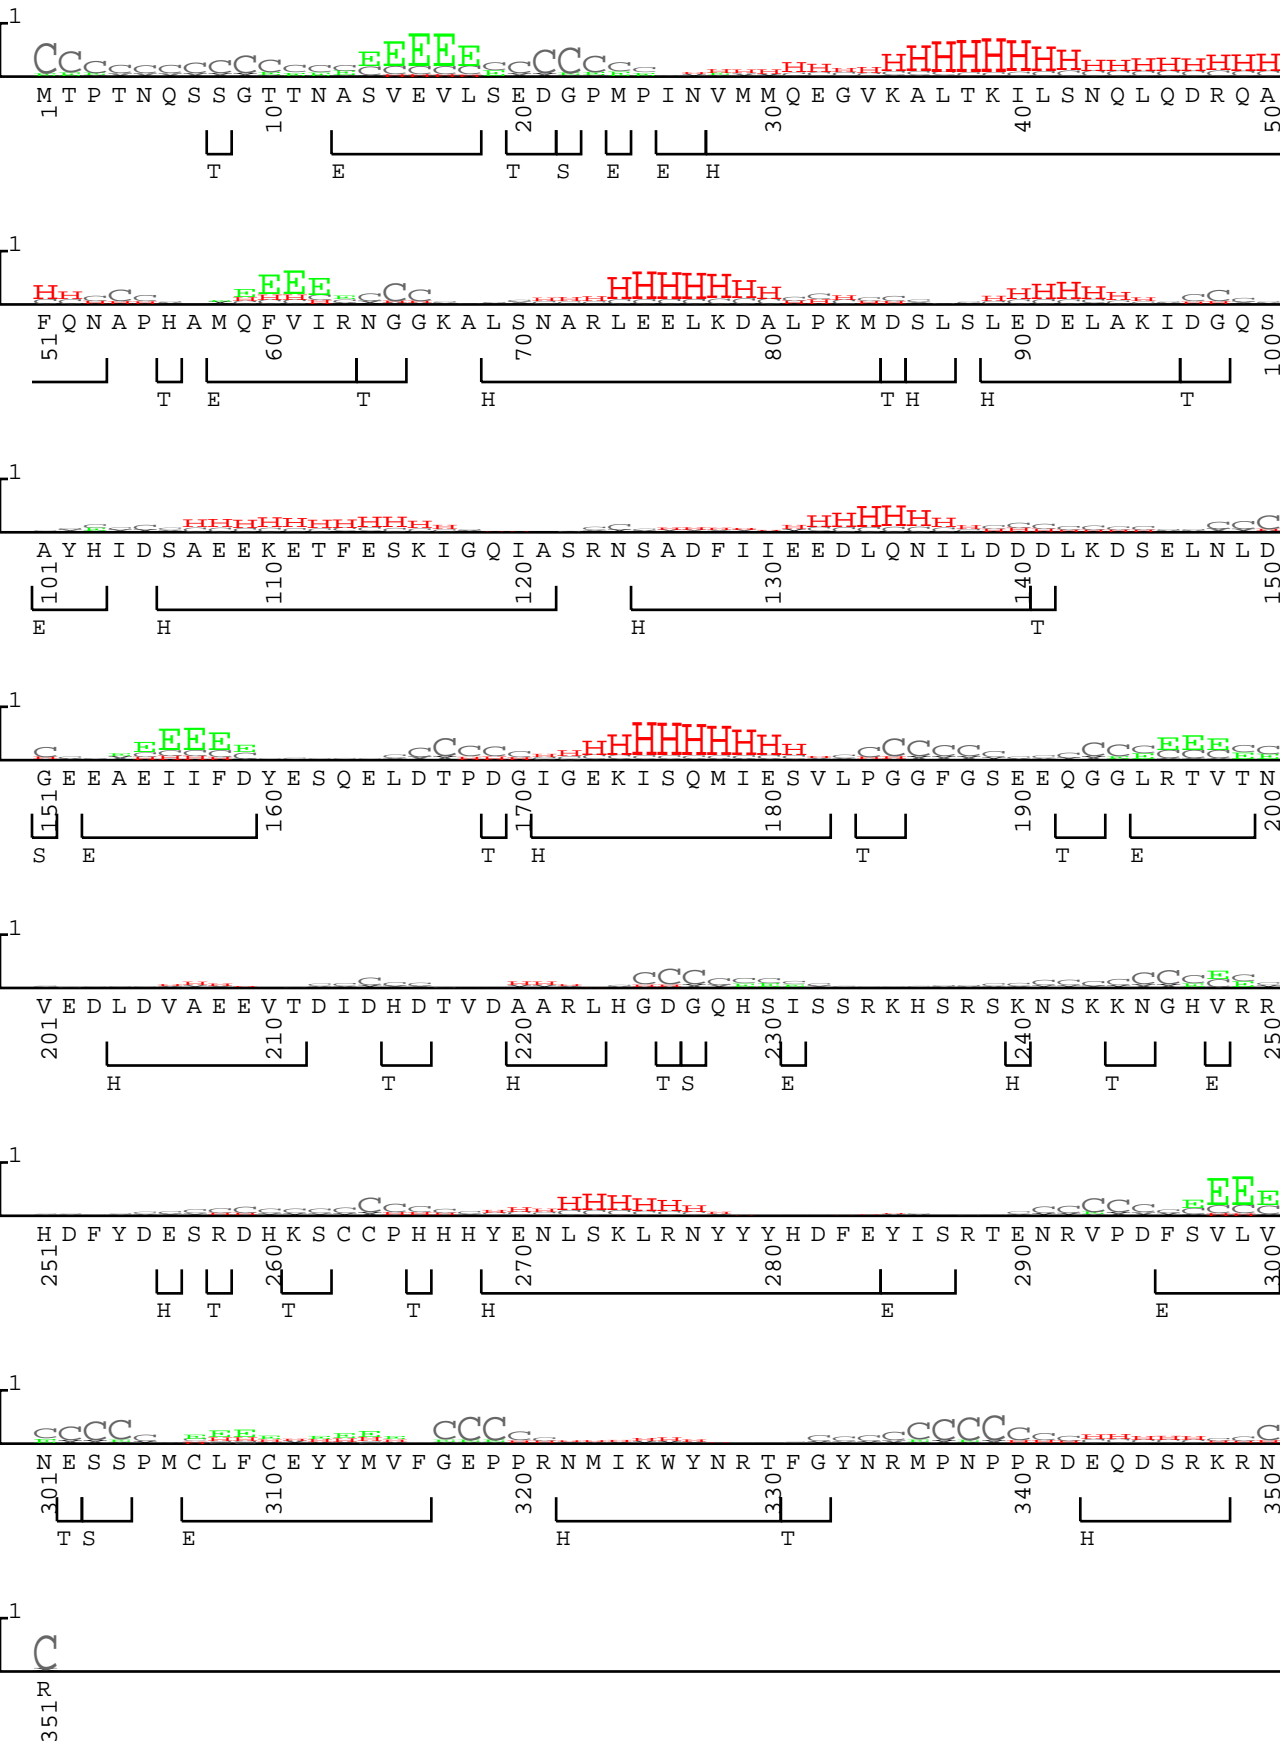 1
M T P T N Q S S G T T N A S V E V L S E D G P M P I N V M M Q E G V K A L T K I L S N Q L Q D R Q A
1 10 20 30 40 50
T E T S E E H
1
F Q N A P H A M Q F V I R N G G K A L S N A R L E E L K D A L P K M D S L S L E D E L A K I D G Q S
51 60 70 80 90 100
T E T H T H H T
1
A Y H I D S A E E K E T F E S K I G Q I A S R N S A D F I I E E D L Q N I L D D D L K D S E L N L D
101 110 120 130 140 150
E H H T
1
G E E A E I I F D Y E S Q E L D T P D G I G E K I S Q M I E S V L P G G F G S E E Q G G L R T V T N
151 160 170 180 190 200
S E T H T T E
1
V E D L D V A E E V T D I D H D T V D A A R L H G D G Q H S I S S R K H S R S K N S K K N G H V R R
201 210 220 230 240 250
H T H T S E H T E
1
H D F Y D E S R D H K S C C P H H H Y E N L S K L R N Y Y Y H D F E Y I S R T E N R V P D F S V L V
251 260 270 280 290 300
H T T T H E E
1
N E S S P M C L F C E Y Y M V F G E P P R N M I K W Y N R T F G Y N R M P N P P R D E Q D S R K R N
301 310 320 330 340 350
T S E H T H
1
C
R
351